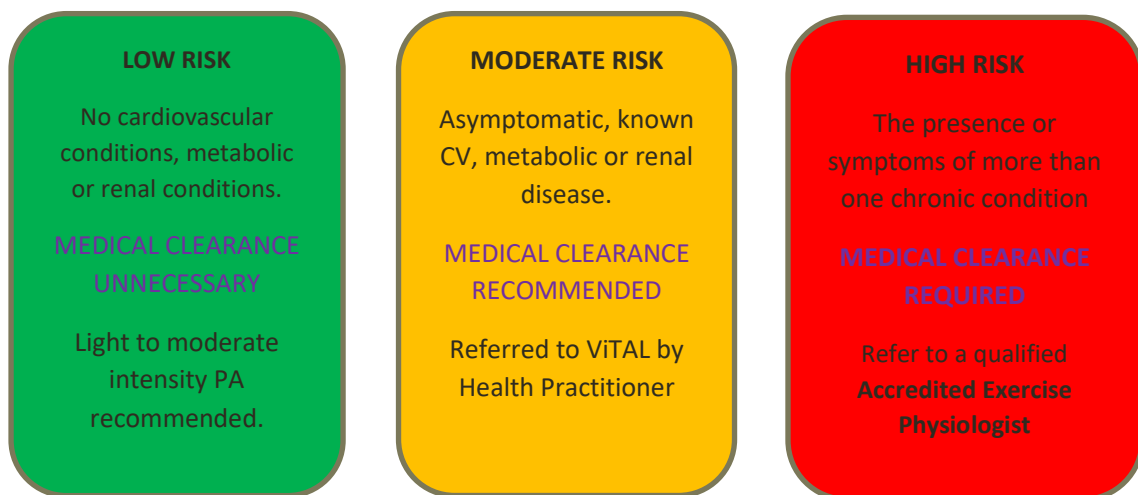 LOW RISK
No cardiovascular
conditions, metabolic
or renal conditions.
MEDICAL CLEARANCE
UNNECESSARY
Light to moderate
intensity PA
recommended.
MODERATE RISK
Asymptomatic, known
CV, metabolic or renal
disease.
MEDICAL CLEARANCE
RECOMMENDED
Referred to ViTAL by
Health Practitioner
HIGH RISK
The presence or
symptoms of more than
one chronic condition
MEDICAL CLEARANCE
REQUIRED
Refer to a qualified
Accredited Exercise
Physiologist